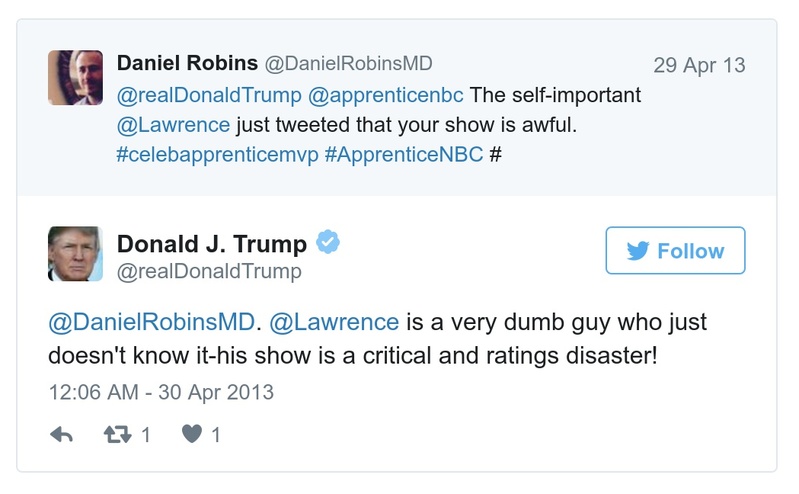 Daniel Robins @DanielRobinsMD 29 Apr 13
@realDonaldTrump @apprenticenbc The self-important
@Lawrence just tweeted that your show is awful.
#celebapprenticemvp #ApprenticeNBC #
Donald J. Trump
@realDonaldTrump
Follow
@DanielRobinsMD. @Lawrence is a very dumb guy who just
doesn't know it-his show is a critical and ratings disaster!
12:06 AM - 30 Apr 2013
1 1